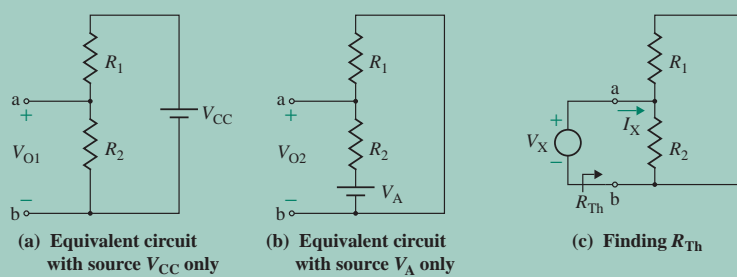 R1
a
+
VCC
VO1
R2
−
b
(a) Equivalent circuit
with source VCC only
R1
a
+
VO2
R2
VA
−
b
(b) Equivalent circuit
with source VA only
R1
a
IX
+
VX
−
R2
RTh
b
(c) Finding RTh